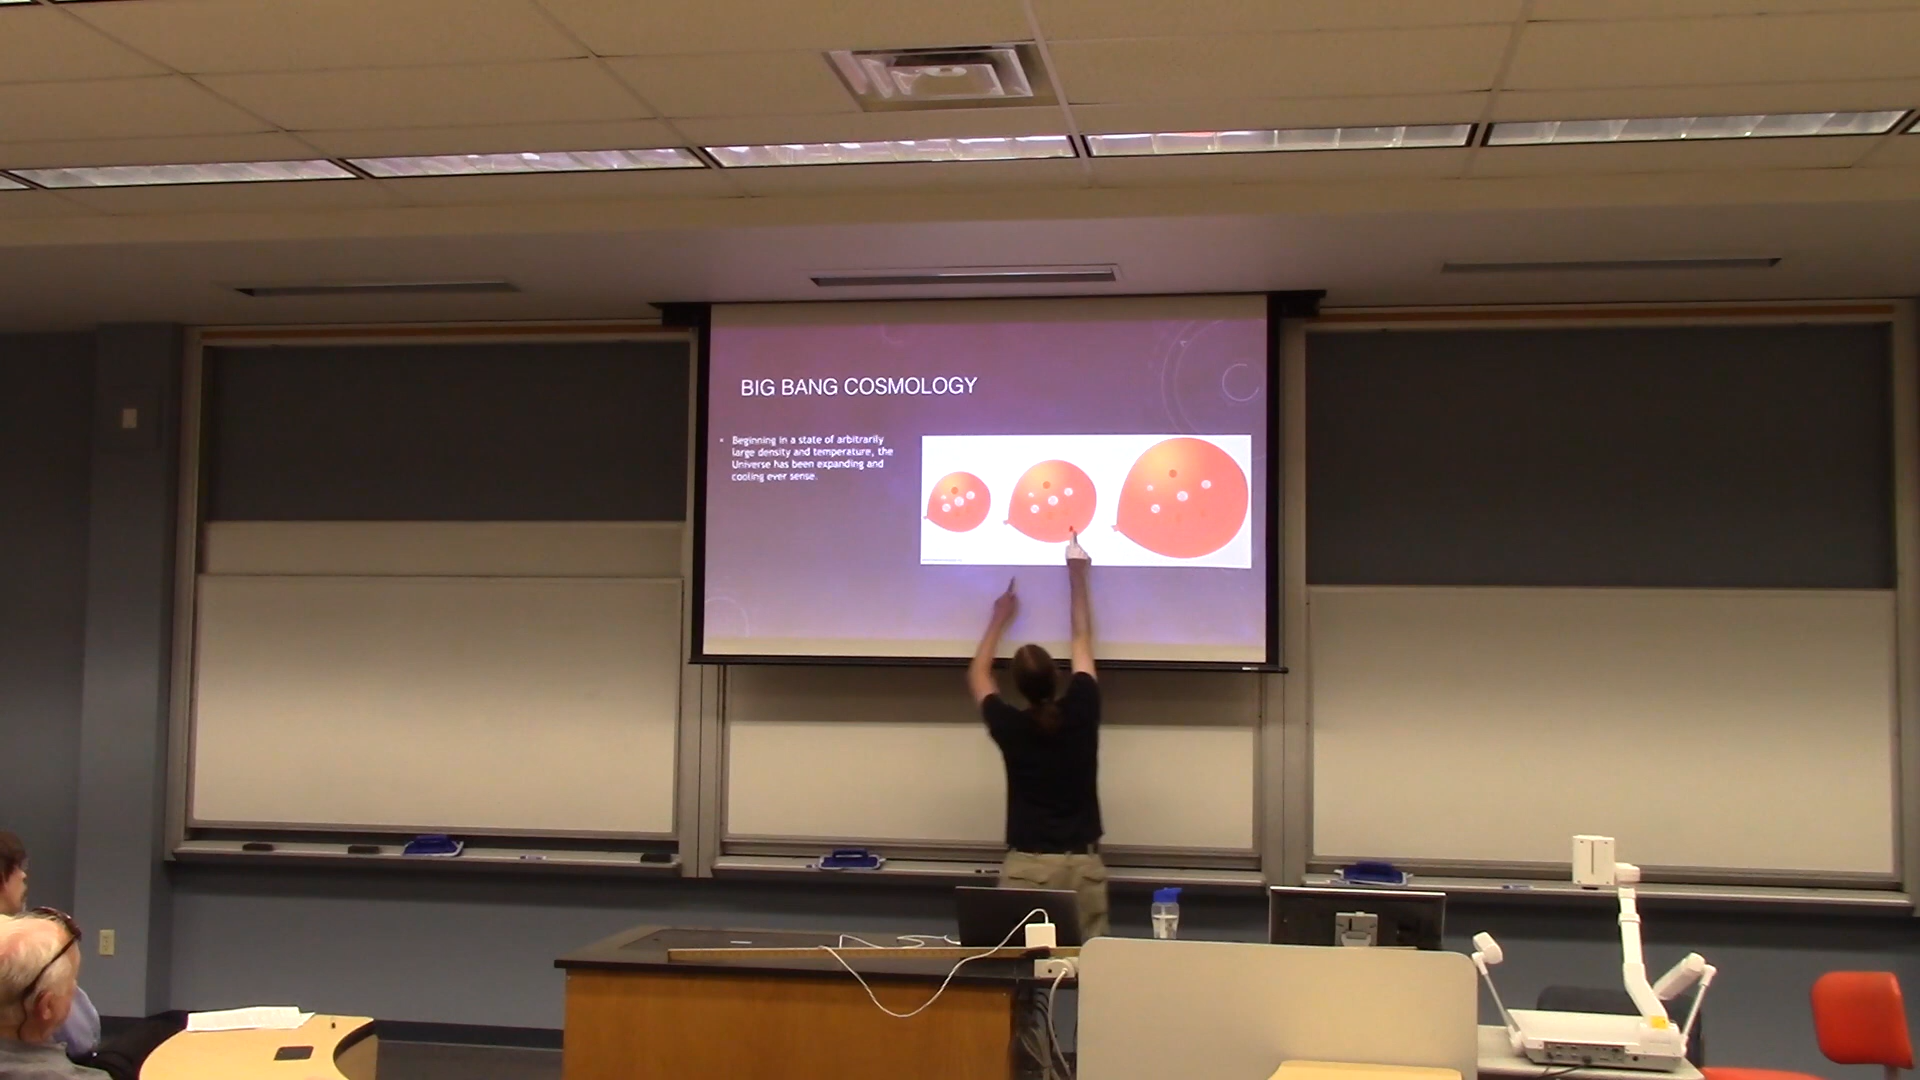 BIG BANG COSMOLOGY
• Beginning in a state of arbitrarily
large density and temperature, the
Universe has been expanding and
cooling ever sense.